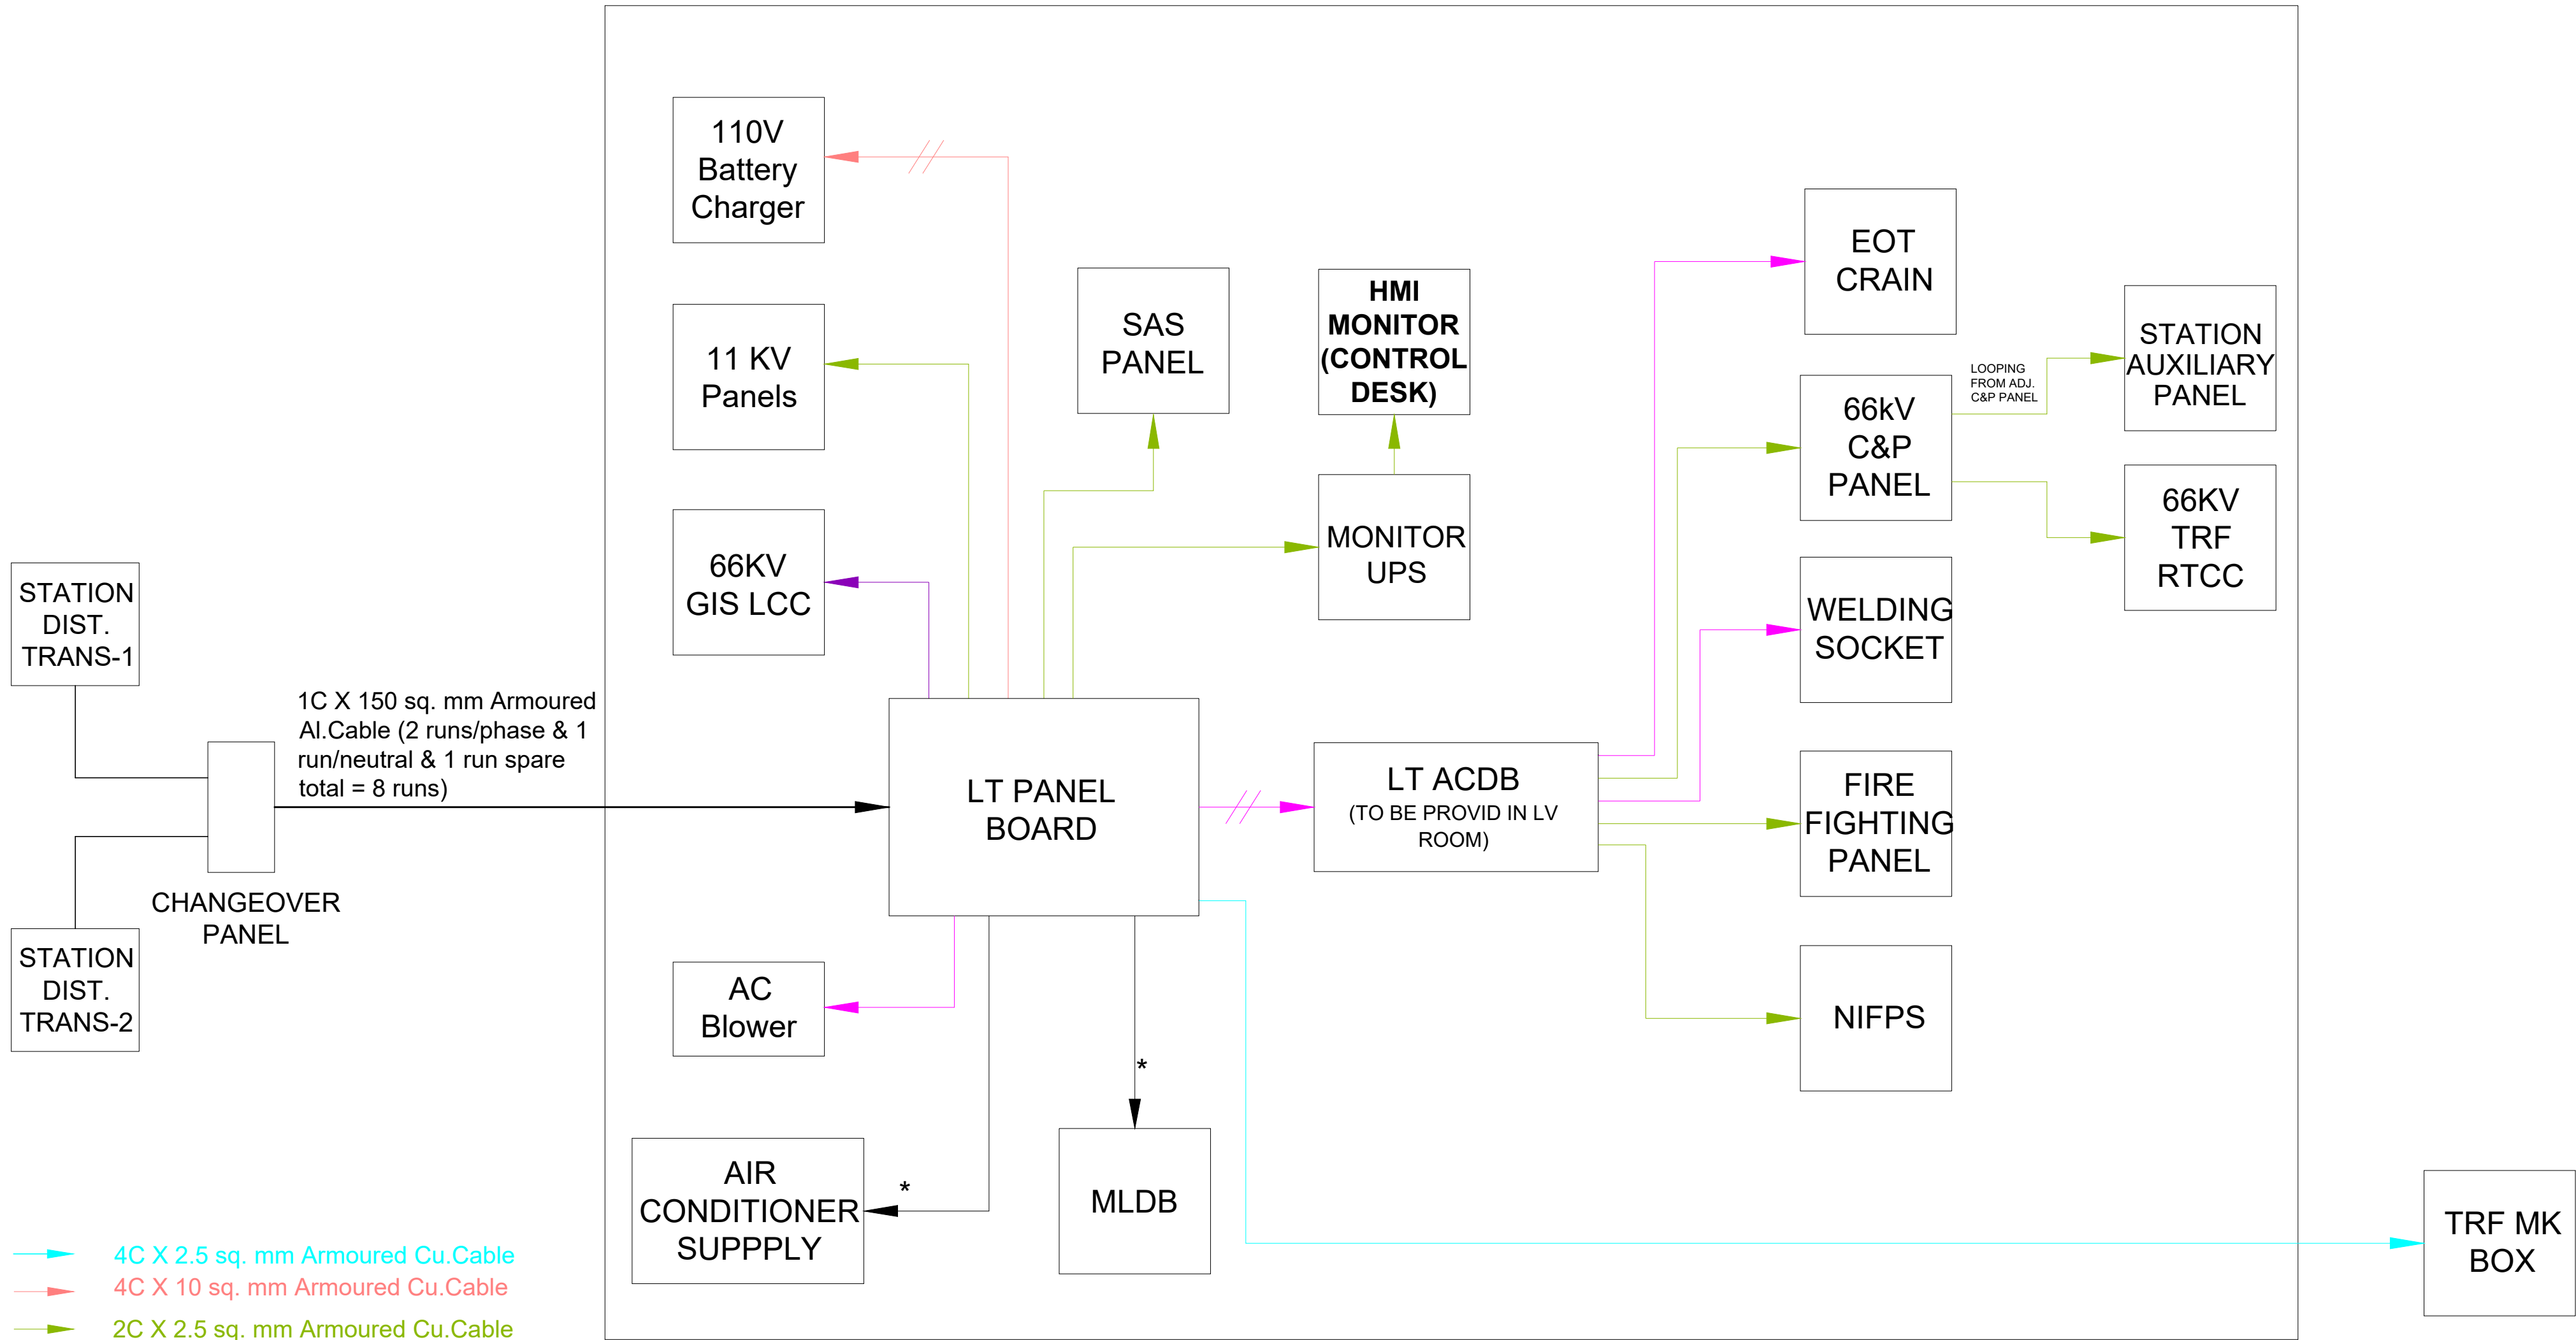 110V
Battery
Charger
11 KV
Panels
66KV
GIS LCC
SAS
PANEL
HMI
MONITOR
(CONTROL
DESK)
MONITOR
UPS
EOT
CRAIN
66kV
C&P
PANEL
LOOPING
FROM ADJ.
C&P PANEL
STATION
AUXILIARY
PANEL
66KV
TRF
RTCC
WELDING
SOCKET
FIRE
FIGHTING
PANEL
NIFPS
STATION
DIST.
TRANS-1
1C X 150 sq. mm Armoured
Al.Cable (2 runs/phase & 1
run/neutral & 1 run spare
total = 8 runs)
CHANGEOVER
PANEL
STATION
DIST.
TRANS-2
LT PANEL
BOARD
LT ACDB
(TO BE PROVID IN LV
ROOM)
AC
Blower
*
AIR
CONDITIONER
SUPPPLY
*
MLDB
TRF MK
BOX
4C X 2.5 sq. mm Armoured Cu.Cable
4C X 10 sq. mm Armoured Cu.Cable
2C X 2.5 sq. mm Armoured Cu.Cable